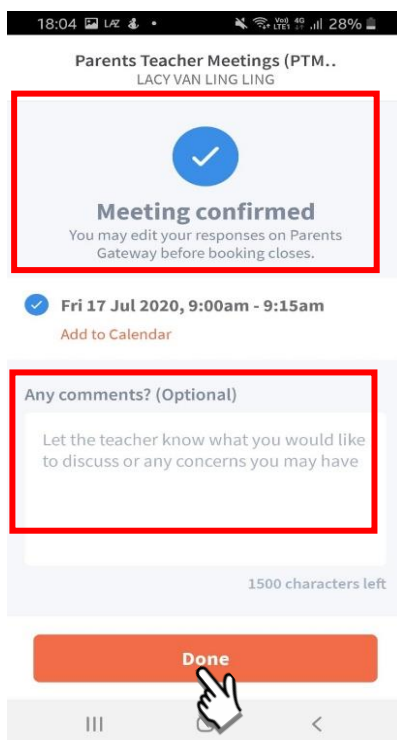 18:04 LAZ 28%
Parents Teacher Meetings (PTM..
LACY VAN LING LING
Meeting confirmed
You may edit your responses on Parents
Gateway before booking closes.
Fri 17 Jul 2020, 9:00am - 9:15am
Add to Calendar
Any comments? (Optional)
Let the teacher know what you would like
to discuss or any concerns you may have
1500 characters left
Done